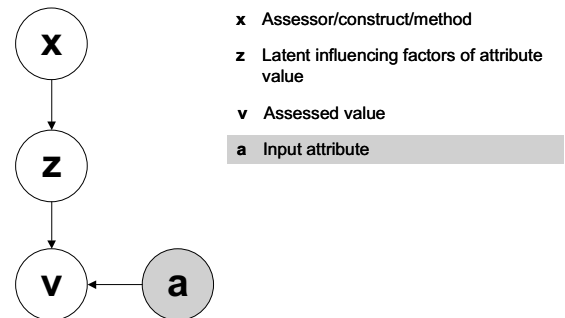 x
z
v
a
x Assessor/construct/method
z Latent influencing factors of attribute
value
v Assessed value
a Input attribute